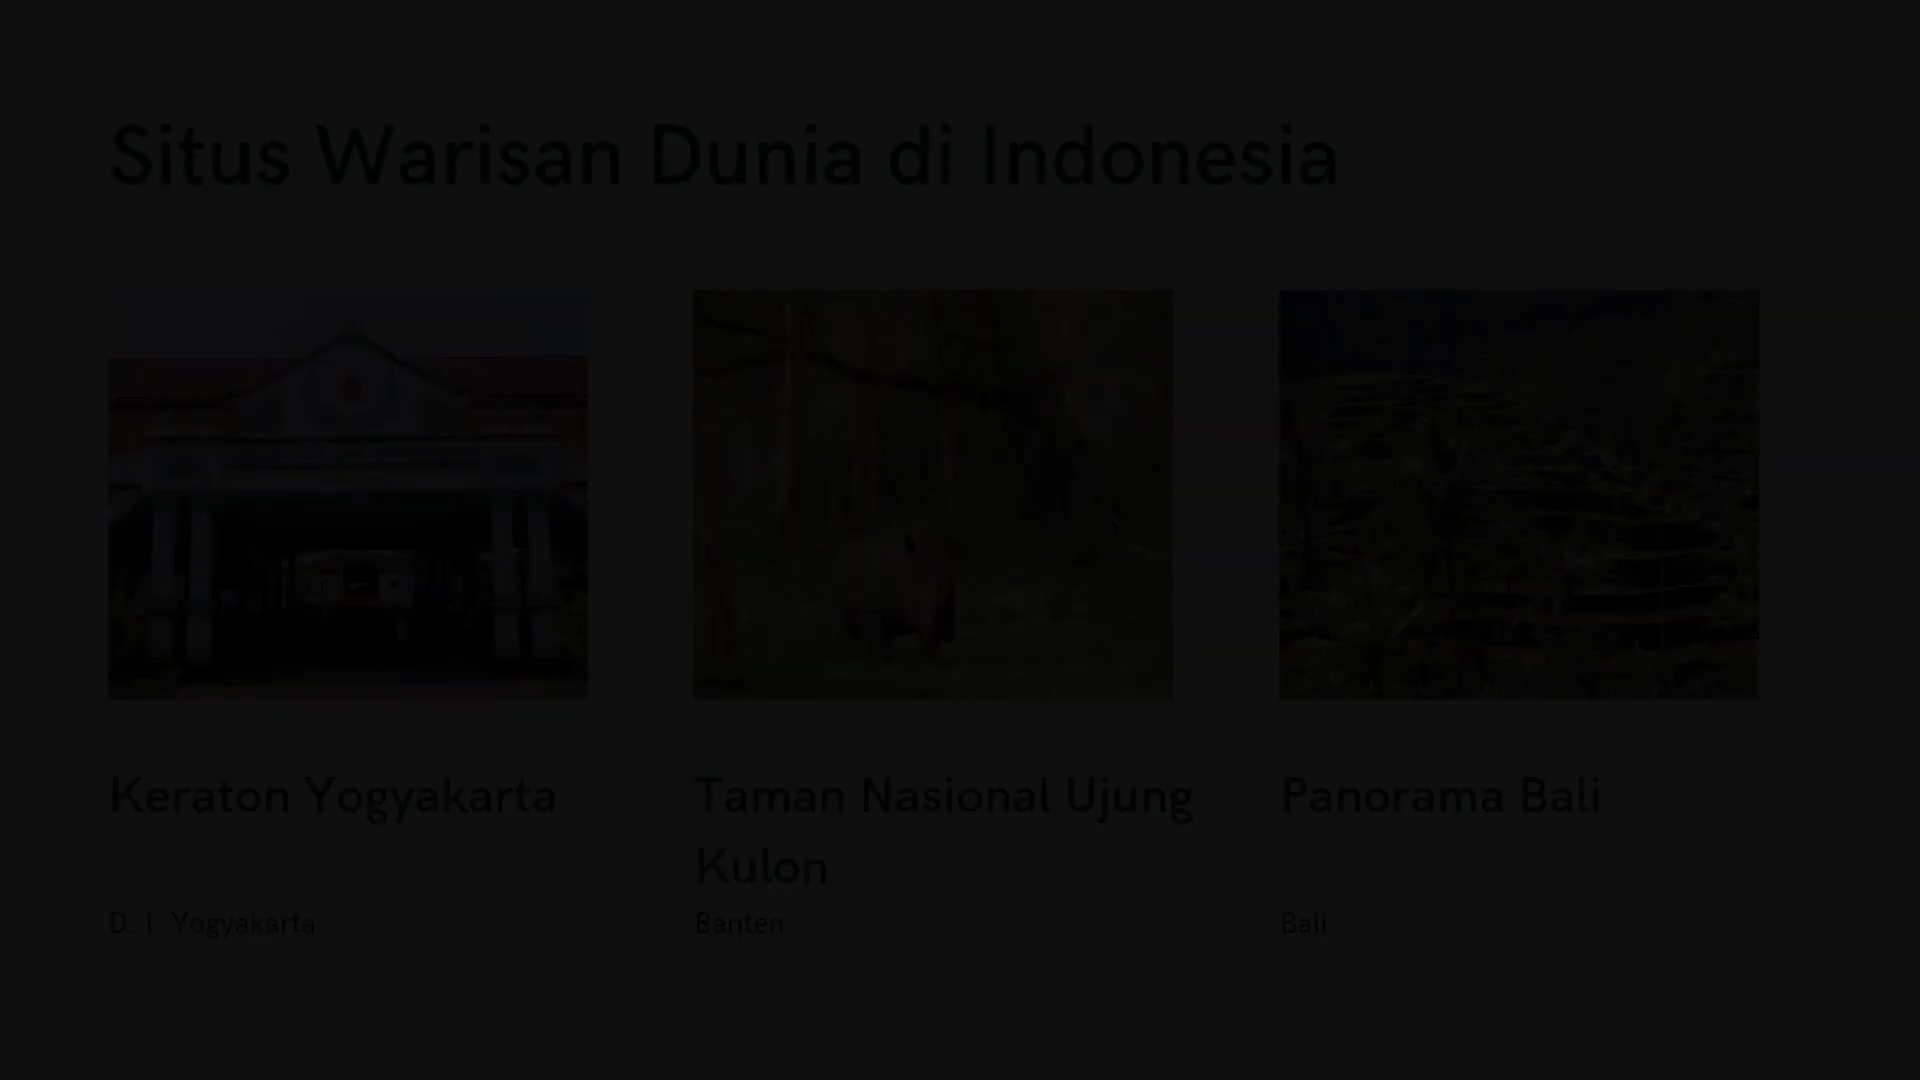 Situs Warisan Dunia di Indonesia
Keraton Yogyakarta
D. I. Yogyakarta
Taman Nasional Ujung
Kulon
Banten
Panorama Bali
Bali